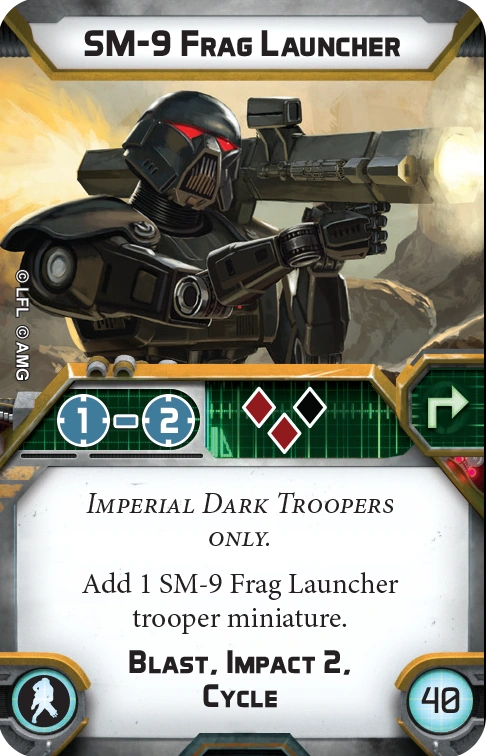 SM-9 Frag Launcher
© LFL © AMG
1 - 2
Imperial Dark Troopers
only.
Add 1 SM-9 Frag Launcher
trooper miniature.
Blast, Impact 2,
Cycle
40